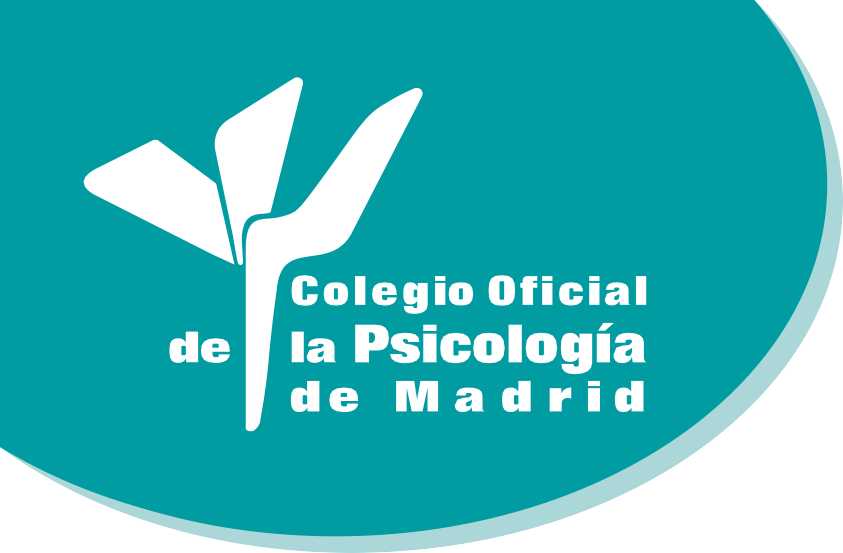 Colegio Oficial
de la Psicología
de Madrid